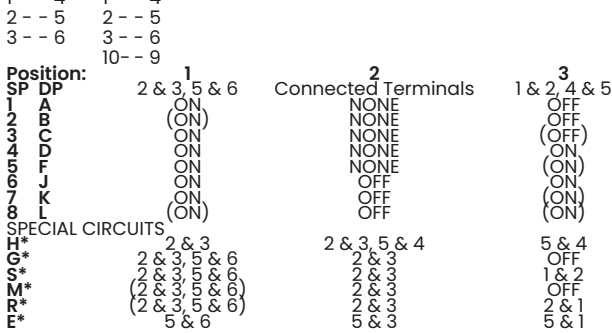 2 - - 5 2 - - 5
3 - - 6 3 - - 6
10- - 9
Position: 1 2 3
SP DP 2 & 3, 5 & 6 Connected Terminals 1 & 2, 4 & 5
1 A ON NONE OFF
2 B (ON) NONE OFF
3 C ON NONE (OFF)
4 D ON NONE ON
5 F ON NONE (ON)
6 J ON OFF ON
7 K ON OFF (ON)
8 L (ON) OFF (ON)
SPECIAL CIRCUITS
H* 2 & 3 2 & 3, 5 & 4 5 & 4
G* 2 & 3, 5 & 6 2 & 3 OFF
S* 2 & 3, 5 & 6 2 & 3 1 & 2
M* (2 & 3, 5 & 6) 2 & 3 OFF
R* (2 & 3, 5 & 6) 2 & 3 2 & 1
E* 5 & 6 5 & 3 5 & 1